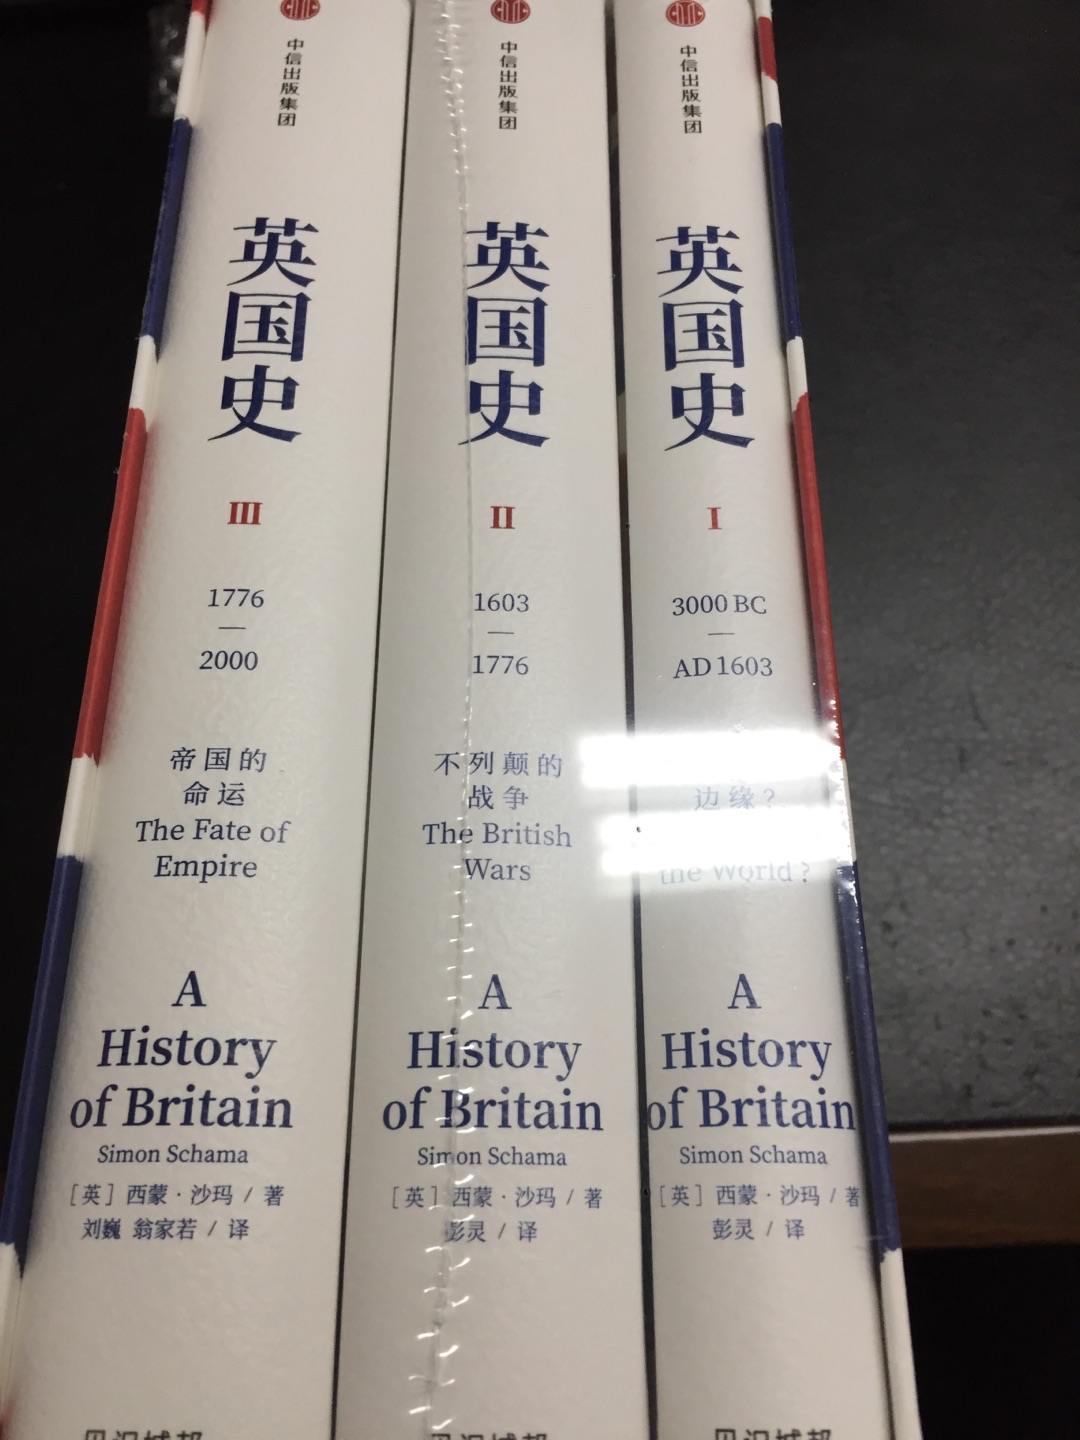 中信出版集团
英国史
III
1776
—
2000
帝国的
命运
The Fate of
Empire
A
History
of Britain
Simon Schama
[英] 西蒙·沙玛 / 著
刘巍 翁家若 / 译
中信出版集团
英国史
II
1603
—
1776
不列颠的
战争
The British
Wars
A
History
of Britain
Simon Schama
[英] 西蒙·沙玛 / 著
彭灵 / 译
中信出版集团
英国史
I
3000 BC
—
AD 1603
边缘?
the World?
A
History
of Britain
Simon Schama
[英] 西蒙·沙玛 / 著
彭灵 / 译